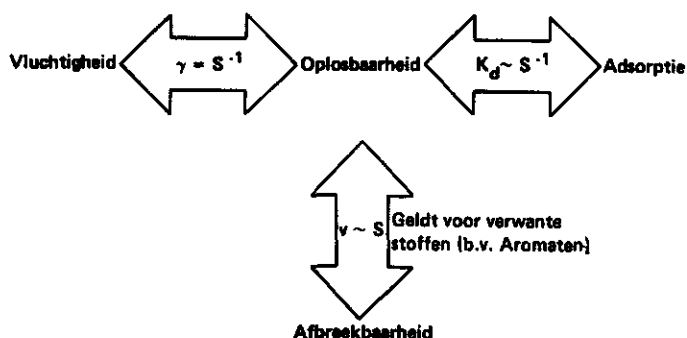 Vluchtigheid γ = S⁻¹ Oplosbaarheid K_d ~ S⁻¹ Adsorptie
v ~ S Geldt voor verwante
stoffen (b.v. Aromaten)
Afbreekbaarheid